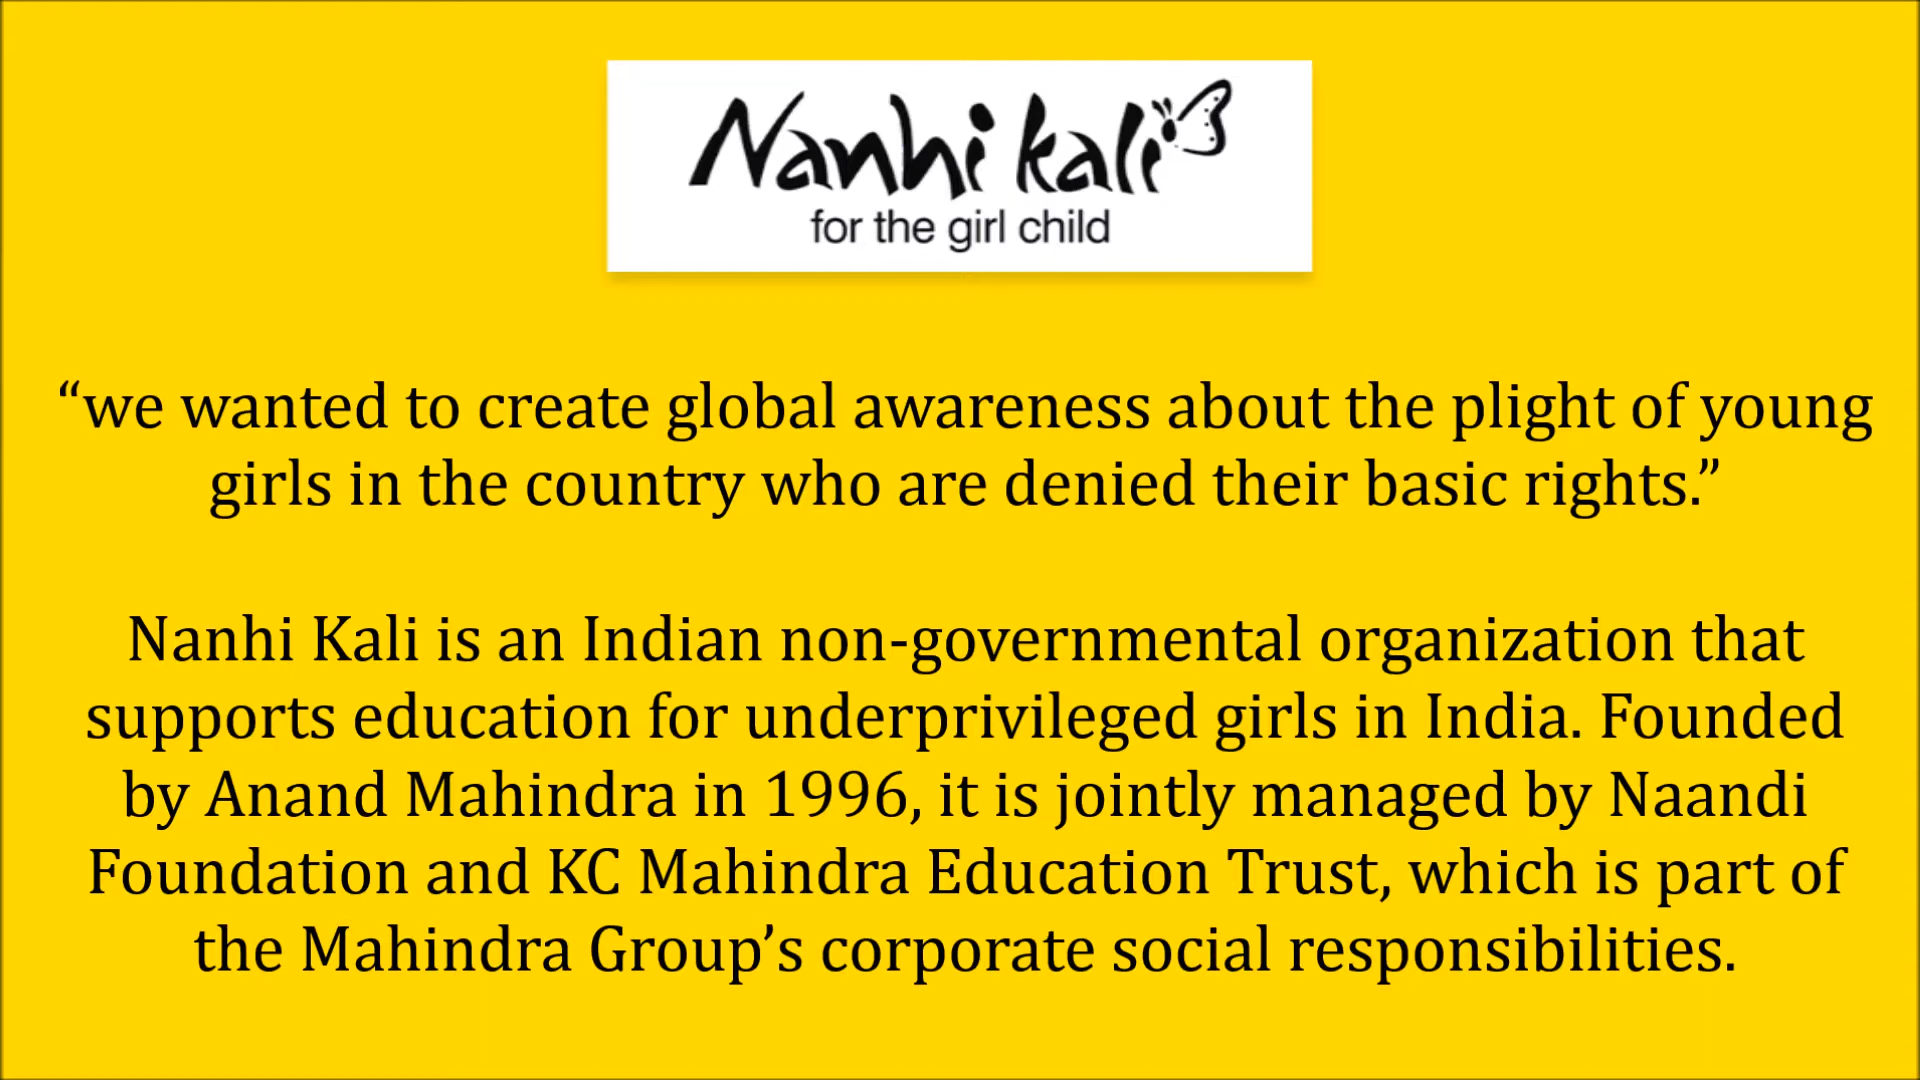 Nanhi kali
for the girl child
“we wanted to create global awareness about the plight of young
girls in the country who are denied their basic rights.”
Nanhi Kali is an Indian non-governmental organization that
supports education for underprivileged girls in India. Founded
by Anand Mahindra in 1996, it is jointly managed by Naandi
Foundation and KC Mahindra Education Trust, which is part of
the Mahindra Group’s corporate social responsibilities.